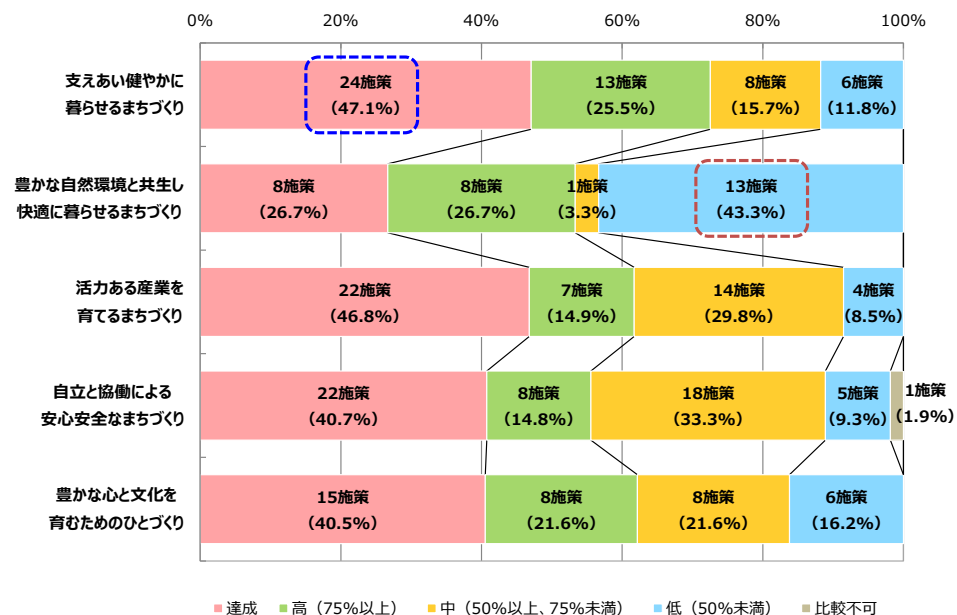 0% 20% 40% 60% 80% 100%
支えあい健やかに
暮らせるまちづくり
24施策 13施策 8施策 6施策
(47.1%) (25.5%) (15.7%) (11.8%)
豊かな自然環境と共生し
快適に暮らせるまちづくり
8施策 8施策 1施策 13施策
(26.7%) (26.7%) (3.3%) (43.3%)
活力ある産業を
育てるまちづくり
22施策 7施策 14施策 4施策
(46.8%) (14.9%) (29.8%) (8.5%)
自立と協働による
安心安全なまちづくり
22施策 8施策 18施策 5施策 1施策
(40.7%) (14.8%) (33.3%) (9.3%) (1.9%)
豊かな心と文化を
育むためのひとづくり
15施策 8施策 8施策 6施策
(40.5%) (21.6%) (21.6%) (16.2%)
達成 高（75%以上） 中（50%以上、75%未満） 低（50%未満） 比較不可